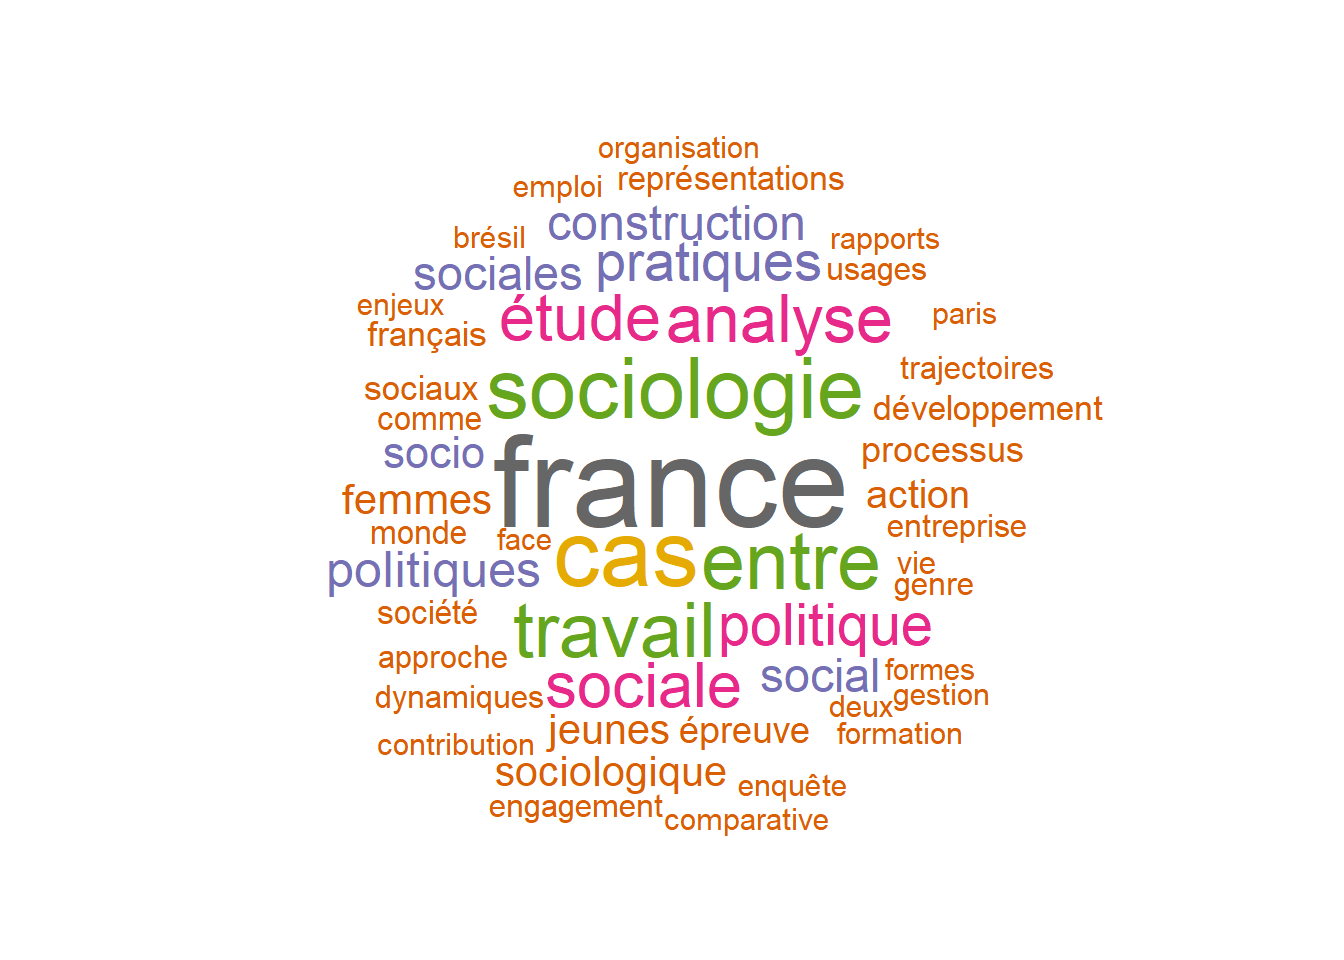 organisation
emploi représentations
construction
brésil rapports
sociales pratiques usages
enjeux
français étude analyse paris
sociologie trajectoires
sociaux développement
comme
socio processus
france
femmes action
monde face entreprise
politiques cas entre vie
genre
société
travail politique
approche
sociale social formes
dynamiques gestion
deux
jeunes épreuve formation
contribution
sociologique enquête
engagement
comparative